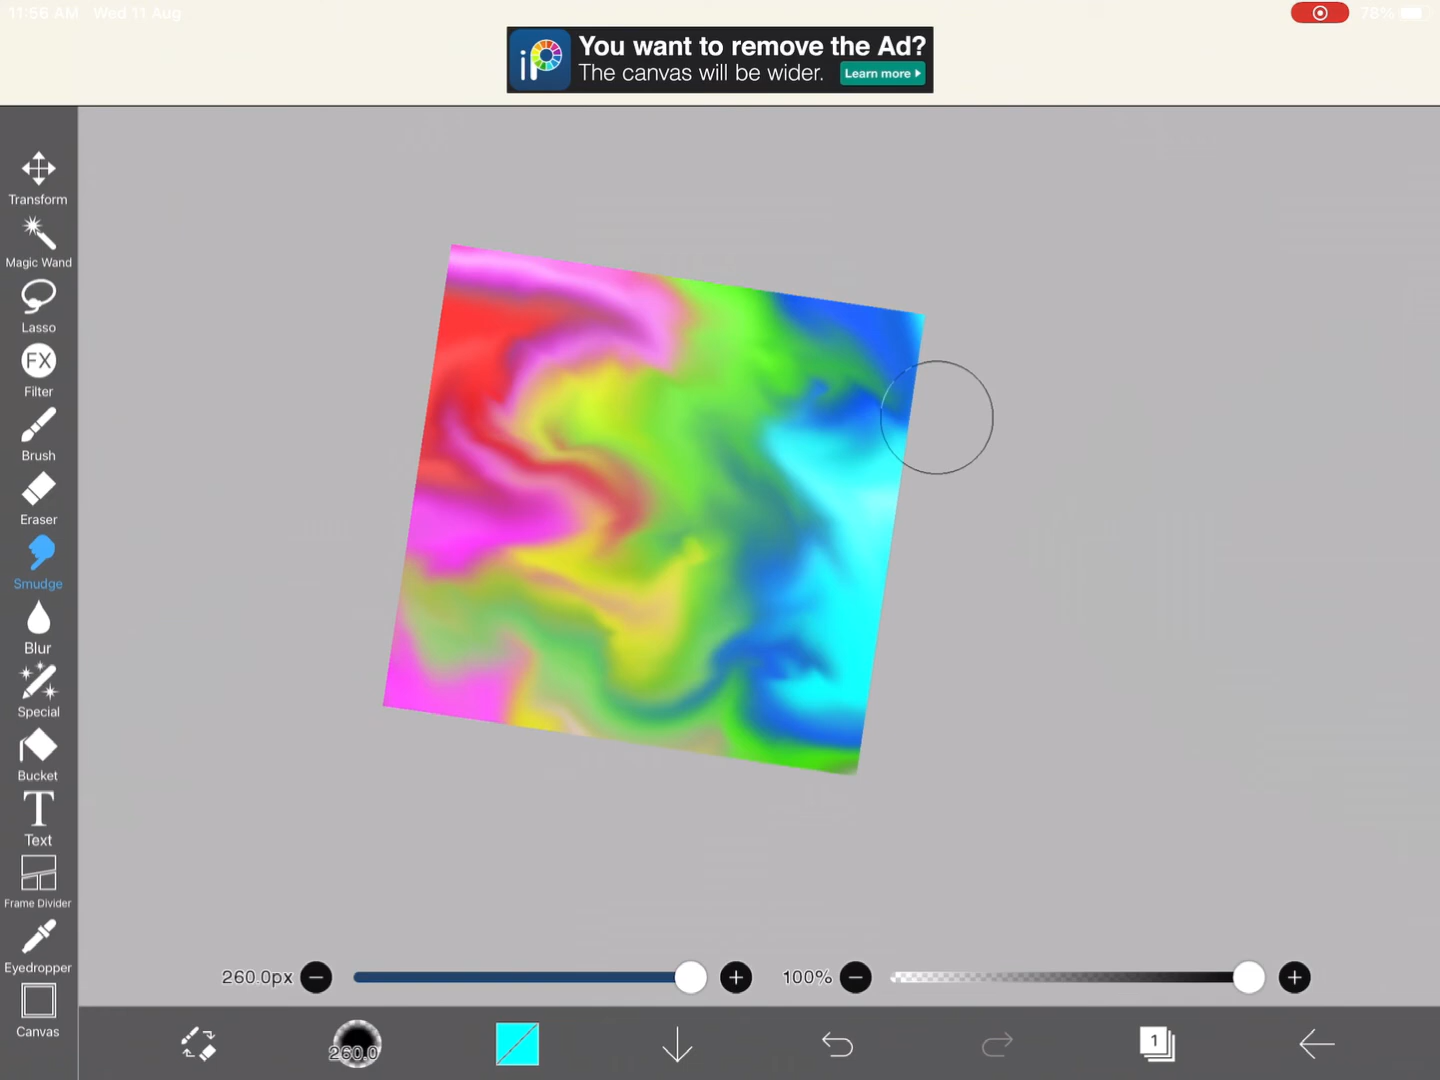 11:56 AM Wed 11 Aug
78%
iP
You want to remove the Ad?
The canvas will be wider.
Learn more
Transform
Magic Wand
Lasso
FX
Filter
Brush
Eraser
Smudge
Blur
Special
Bucket
T
Text
Frame Divider
Eyedropper
Canvas
260.0px
100%
260.0
1